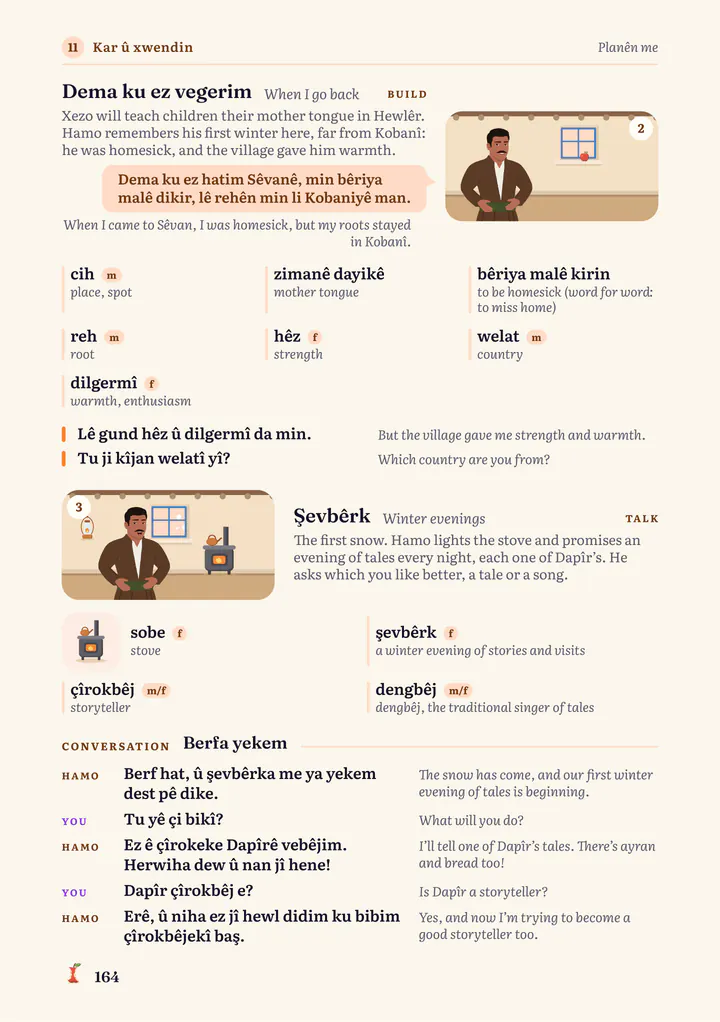 11 Kar û xwendin
Planên me
Dema ku ez vegerim When I go back BUILD
Xezo will teach children their mother tongue in Hewlêr.
Hamo remembers his first winter here, far from Kobanî:
he was homesick, and the village gave him warmth.
2
Dema ku ez hatim Sêvanê, min bêriya
malê dikir, lê rehên min li Kobaniyê man.
When I came to Sêvan, I was homesick, but my roots stayed
in Kobanî.
cih m
place, spot
zimanê dayikê
mother tongue
bêriya malê kirin
to be homesick (word for word:
to miss home)
reh m
root
hêz f
strength
welat m
country
dilgermî f
warmth, enthusiasm
Lê gund hêz û dilgermî da min.
But the village gave me strength and warmth.
Tu ji kîjan welatî yî?
Which country are you from?
3
Şevbêrk Winter evenings TALK
The first snow. Hamo lights the stove and promises an
evening of tales every night, each one of Dapîr’s. He
asks which you like better, a tale or a song.
sobe f
stove
şevbêrk f
a winter evening of stories and visits
çîrokbêj m/f
storyteller
dengbêj m/f
dengbêj, the traditional singer of tales
CONVERSATION Berfa yekem
HAMO
Berf hat, û şevbêrka me ya yekem
dest pê dike.
The snow has come, and our first winter
evening of tales is beginning.
YOU
Tu yê çi bikî?
What will you do?
HAMO
Ez ê çîrokeke Dapîrê vebêjim.
Herwiha dew û nan jî hene!
I’ll tell one of Dapîr’s tales. There’s ayran
and bread too!
YOU
Dapîr çîrokbêj e?
Is Dapîr a storyteller?
HAMO
Erê, û niha ez jî hewl didim ku bibim
çîrokbêjekî baş.
Yes, and now I’m trying to become a
good storyteller too.
164